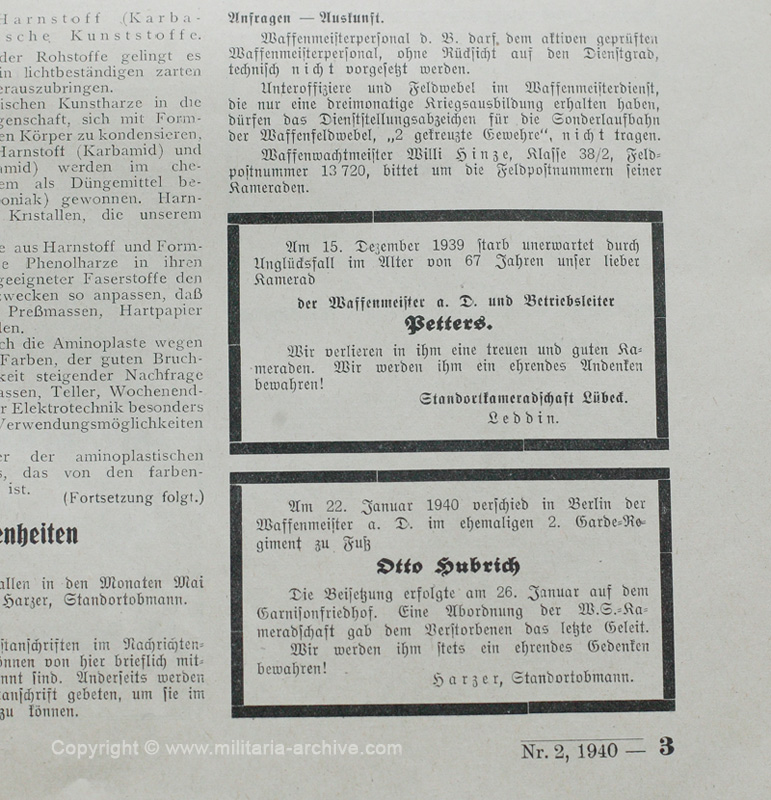 Harnstoff (Karba-
sche Kunststoffe.
der Rohstoffe gelingt es
in lichtbeständigen zarten
erauszubringen.
ischen Kunstharze in die
genschaft, sich mit Form-
en Körper zu kondensieren,
Harnstoff (Karbamid) und
amid) werden im che-
em als Düngemittel be-
oniak) gewonnen. Harn-
Kristallen, die unserem
e aus Harnstoff und Form-
e Phenolharze in ihren
geeigneter Faserstoffe den
zwecken so anpassen, daß
Preßmassen, Hartpapier
len.
ch die Aminoplaste wegen
Farben, der guten Bruch-
keit steigender Nachfrage
assen, Teller, Wochenend-
r Elektrotechnik besonders
Verwendungsmöglichkeiten
er der aminoplastischen
s, das von den farben-
ist.
(Fortsetzung folgt.)
enheiten
allen in den Monaten Mai
Harzer, Standortobmann.
stanschriften im Nachrichten-
önnen von hier brieflich mit-
nnt sind. Anderseits werden
tanschrift gebeten, um sie im
zu können.
Anfragen — Auskunft.
Waffenmeisterpersonal d. B. darf dem aktiven geprüften
Waffenmeisterpersonal, ohne Rücksicht auf den Dienstgrad,
technisch nicht vorgesetzt werden.
Unteroffiziere und Feldwebel im Waffenmeisterdienst,
die nur eine dreimonatige Kriegsausbildung erhalten haben,
dürfen das Dienststellungsabzeichen für die Sonderlaufbahn
der Waffenfeldwebel, „2 gekreuzte Gewehre“, nicht tragen.
Waffenwachtmeister Willi Hinze, Klasse 38/2, Feld-
postnummer 13 720, bittet um die Feldpostnummern seiner
Kameraden.
Am 15. Dezember 1939 starb unerwartet durch
Unglücksfall im Alter von 67 Jahren unser lieber
Kamerad
der Waffenmeister a. D. und Betriebsleiter
Petters.
Wir verlieren in ihm eine treuen und guten Ka-
meraden. Wir werden ihm ein ehrendes Andenken
bewahren!
Standortkameradschaft Lübeck.
Leddin.
Am 22. Januar 1940 verschied in Berlin der
Waffenmeister a. D. im ehemaligen 2. Garde-Re-
giment zu Fuß
Otto Hubrich
Die Beisetzung erfolgte am 26. Januar auf dem
Garnisonfriedhof. Eine Abordnung der W.S.-Ka-
meradschaft gab dem Verstorbenen das letzte Geleit.
Wir werden ihm stets ein ehrendes Gedenken
bewahren!
Harzer, Standortobmann.
Nr. 2, 1940 — 3
Copyright © www.militaria-archive.com